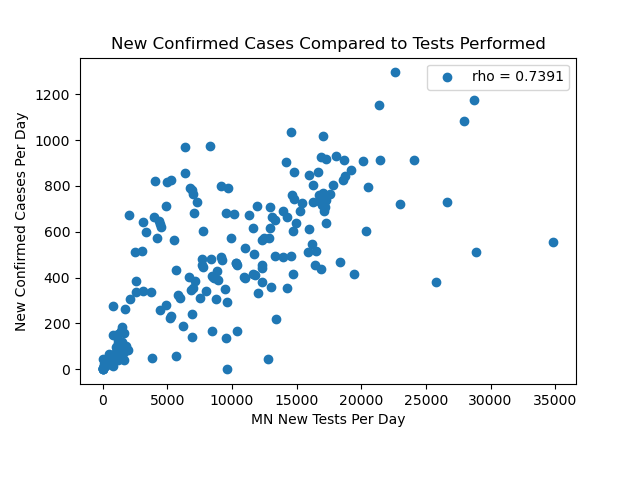 New Confirmed Cases Compared to Tests Performed
rho = 0.7391
New Confirmed Caeses Per Day
1200
1000
800
600
400
200
0
0 5000 10000 15000 20000 25000 30000 35000
MN New Tests Per Day